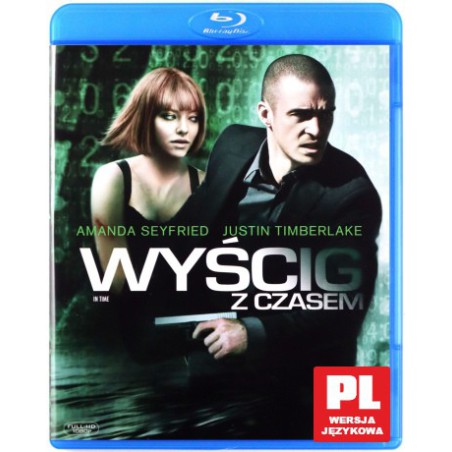 Blu-ray Disc
AMANDA SEYFRIED JUSTIN TIMBERLAKE
WYŚCIG
Z CZASEM
IN TIME
FULL HD
PL
WERSJA
JĘZYKOWA